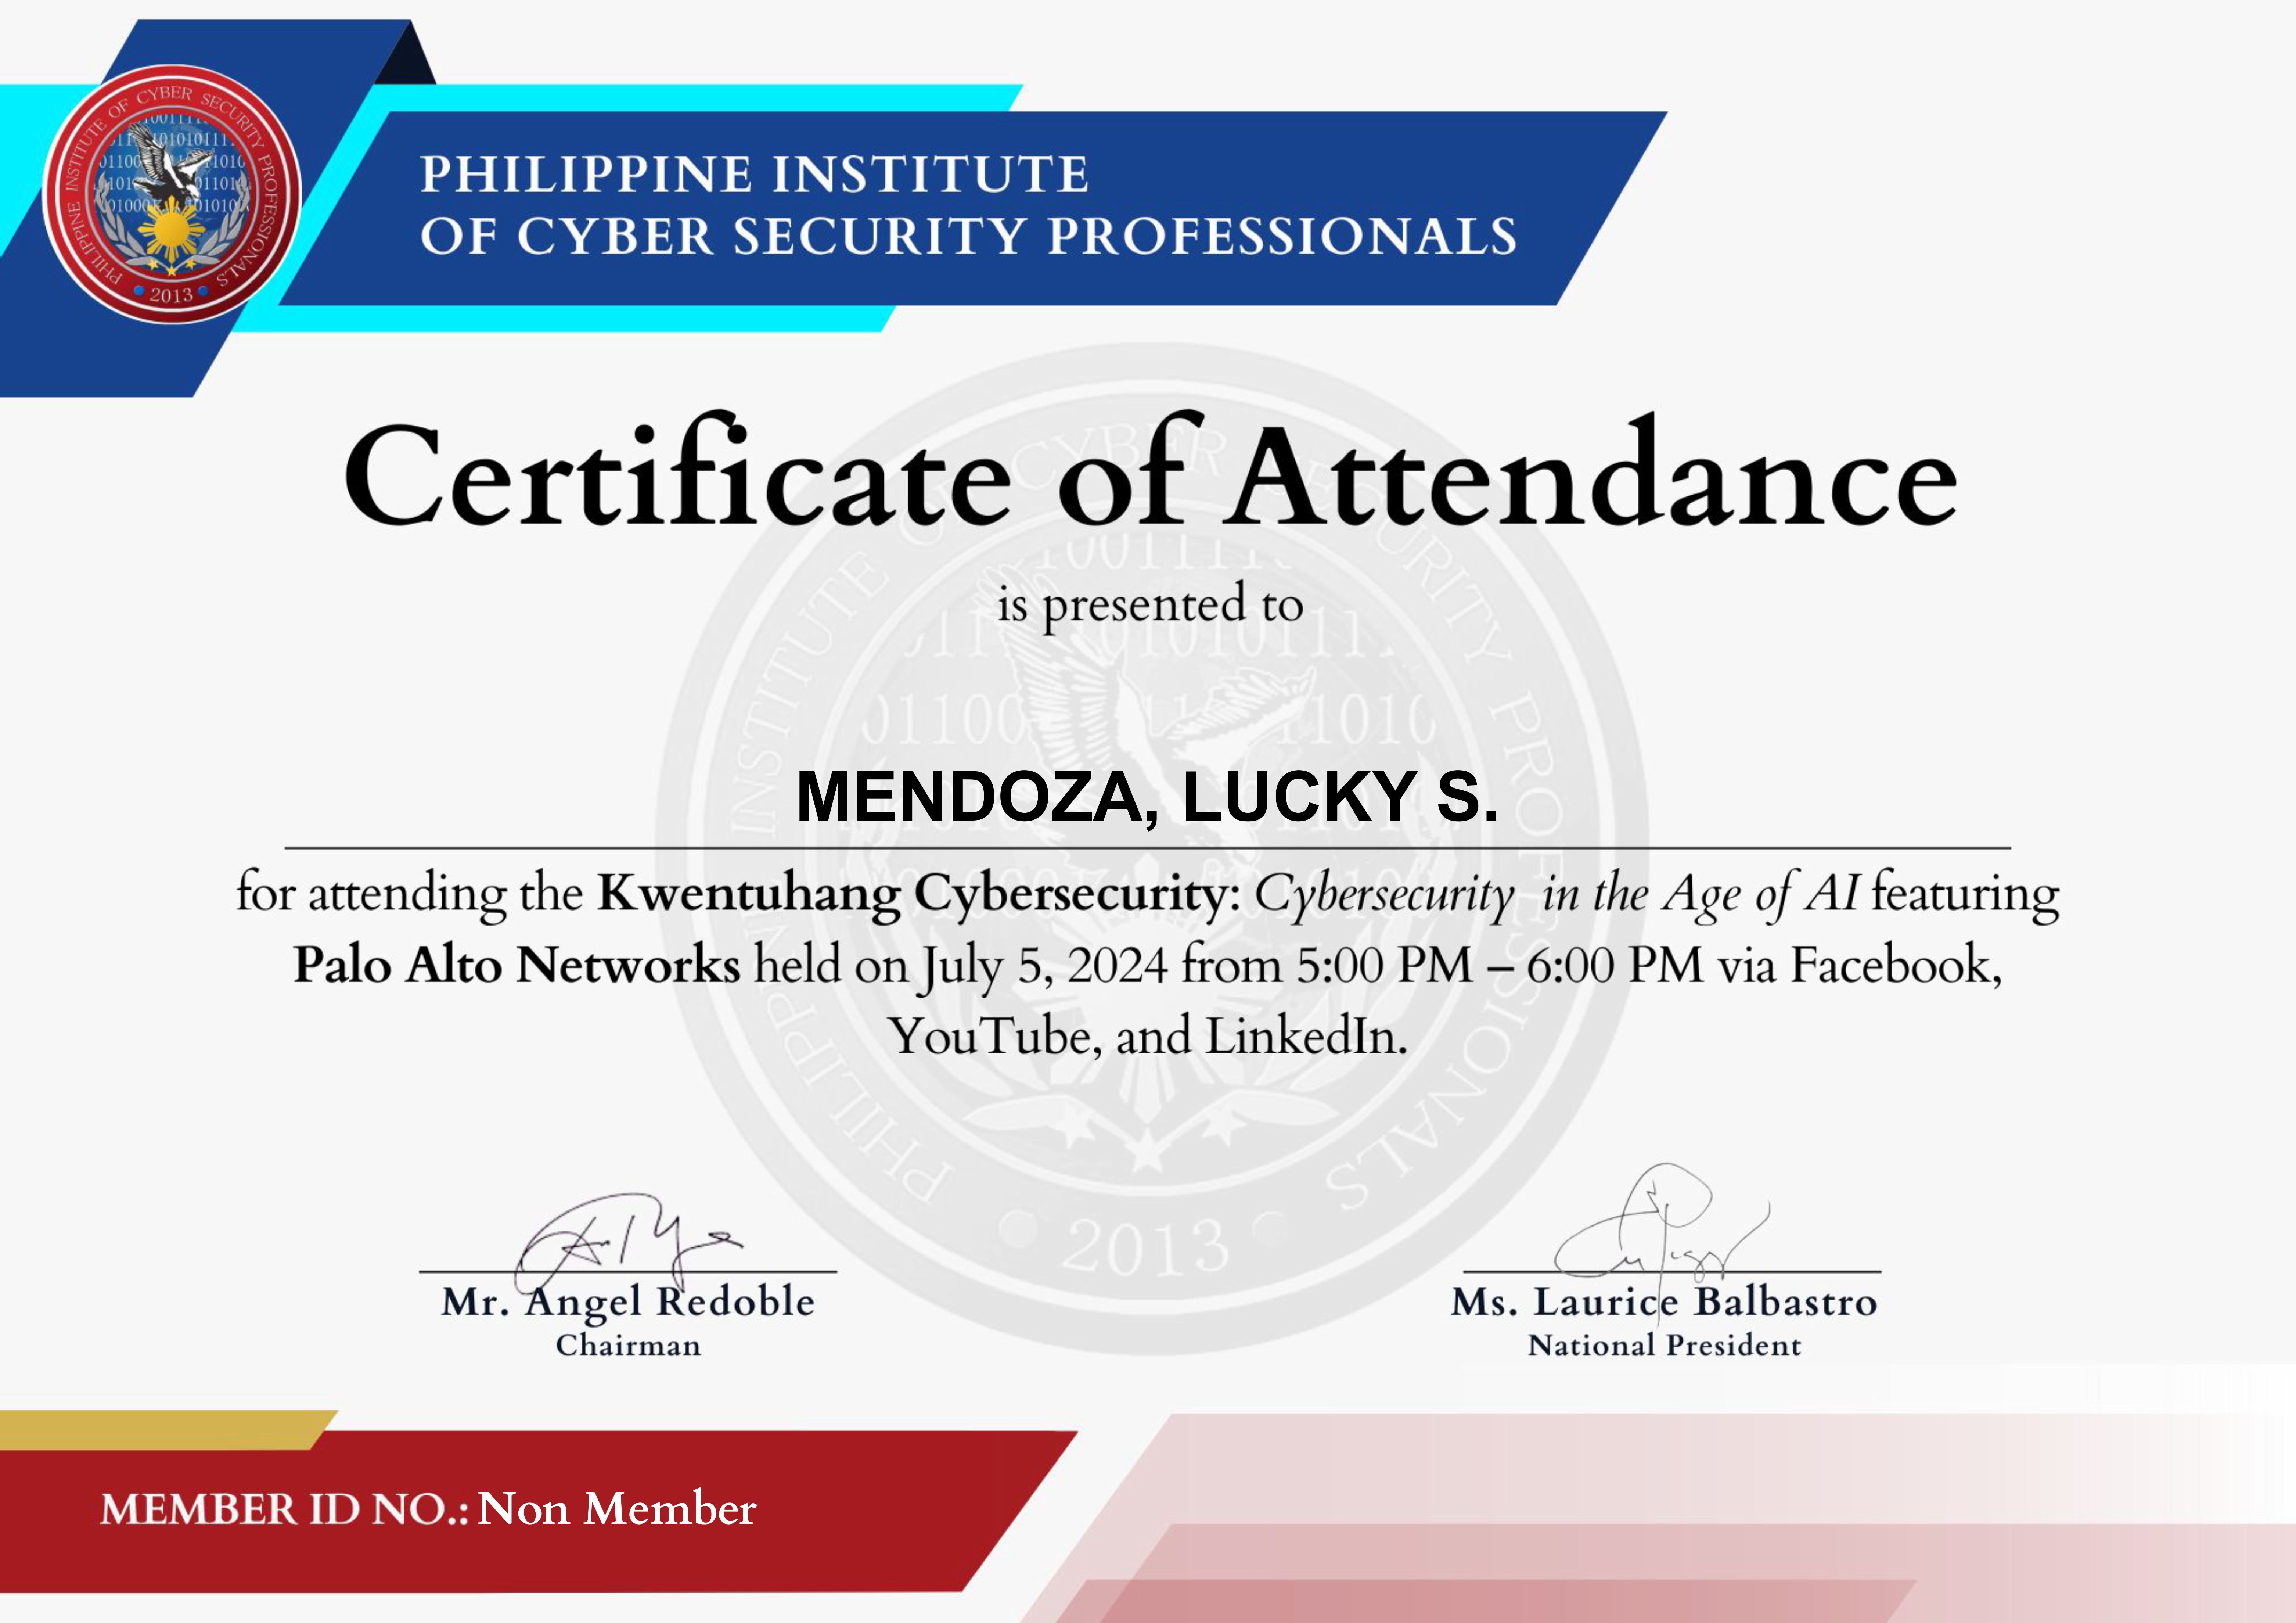 PHILIPPINE INSTITUTE OF CYBER SECURITY PROFESSIONALS
2013
PHILIPPINE INSTITUTE
OF CYBER SECURITY PROFESSIONALS
Certificate of Attendance
is presented to
MENDOZA, LUCKY S.
for attending the Kwentuhang Cybersecurity: Cybersecurity in the Age of AI featuring
Palo Alto Networks held on July 5, 2024 from 5:00 PM – 6:00 PM via Facebook,
YouTube, and LinkedIn.
Mr. Angel Redoble
Chairman
Ms. Laurice Balbastro
National President
MEMBER ID NO.: Non Member